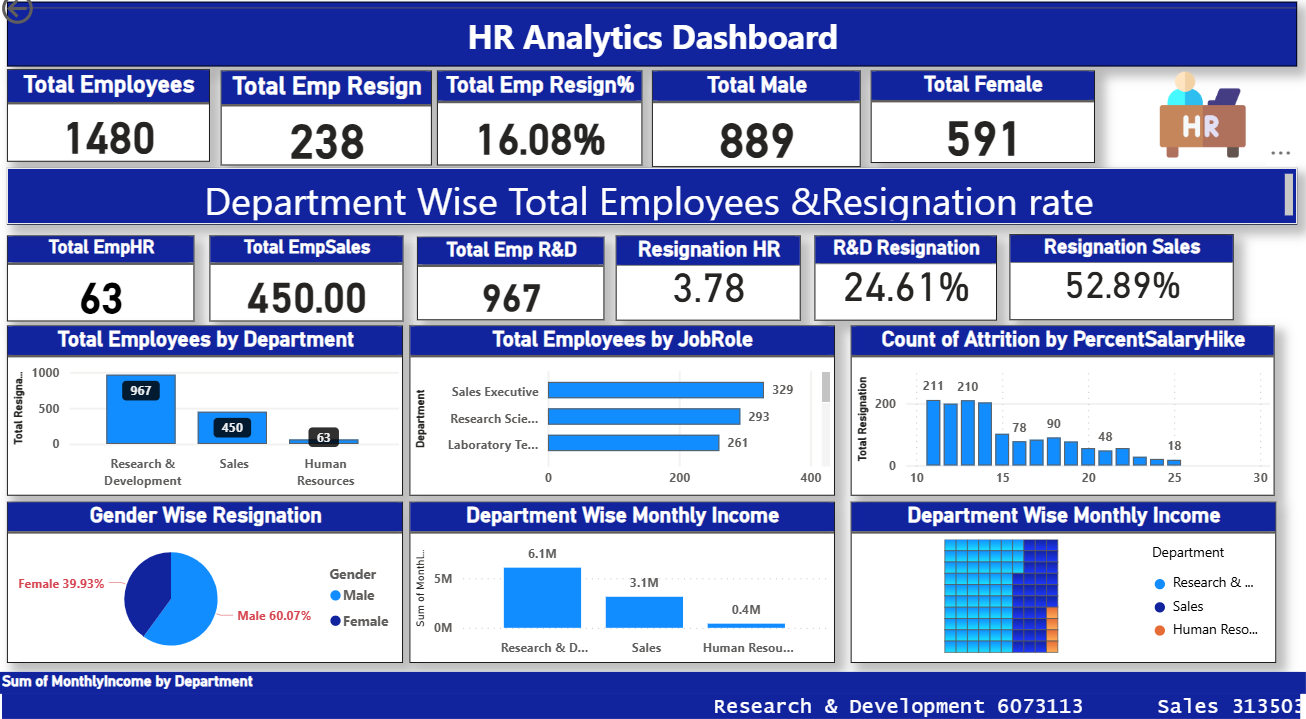 HR Analytics Dashboard
Total Employees
1480
Total Emp Resign
238
Total Emp Resign%
16.08%
Total Male
889
Total Female
591
HR
...
Department Wise Total Employees &Resignation rate
Total EmpHR
63
Total EmpSales
450.00
Total Emp R&D
967
Resignation HR
3.78
R&D Resignation
24.61%
Resignation Sales
52.89%
Total Employees by Department
Total Resigna...
1000
500
0
967
450
63
Research &
Development
Sales
Human
Resources
Total Employees by JobRole
Department
Sales Executive
329
Research Scie...
293
Laboratory Te...
261
0
200
400
Count of Attrition by PercentSalaryHike
Total Resignation
200
0
211
210
78
90
48
18
10
15
20
25
30
Gender Wise Resignation
Female 39.93%
Male 60.07%
Gender
Male
Female
Department Wise Monthly Income
Sum of MonthL...
5M
0M
6.1M
3.1M
0.4M
Research & D...
Sales
Human Resou...
Department Wise Monthly Income
Department
Research & ...
Sales
Human Reso...
Sum of MonthlyIncome by Department
Research & Development 6073113
Sales 313503